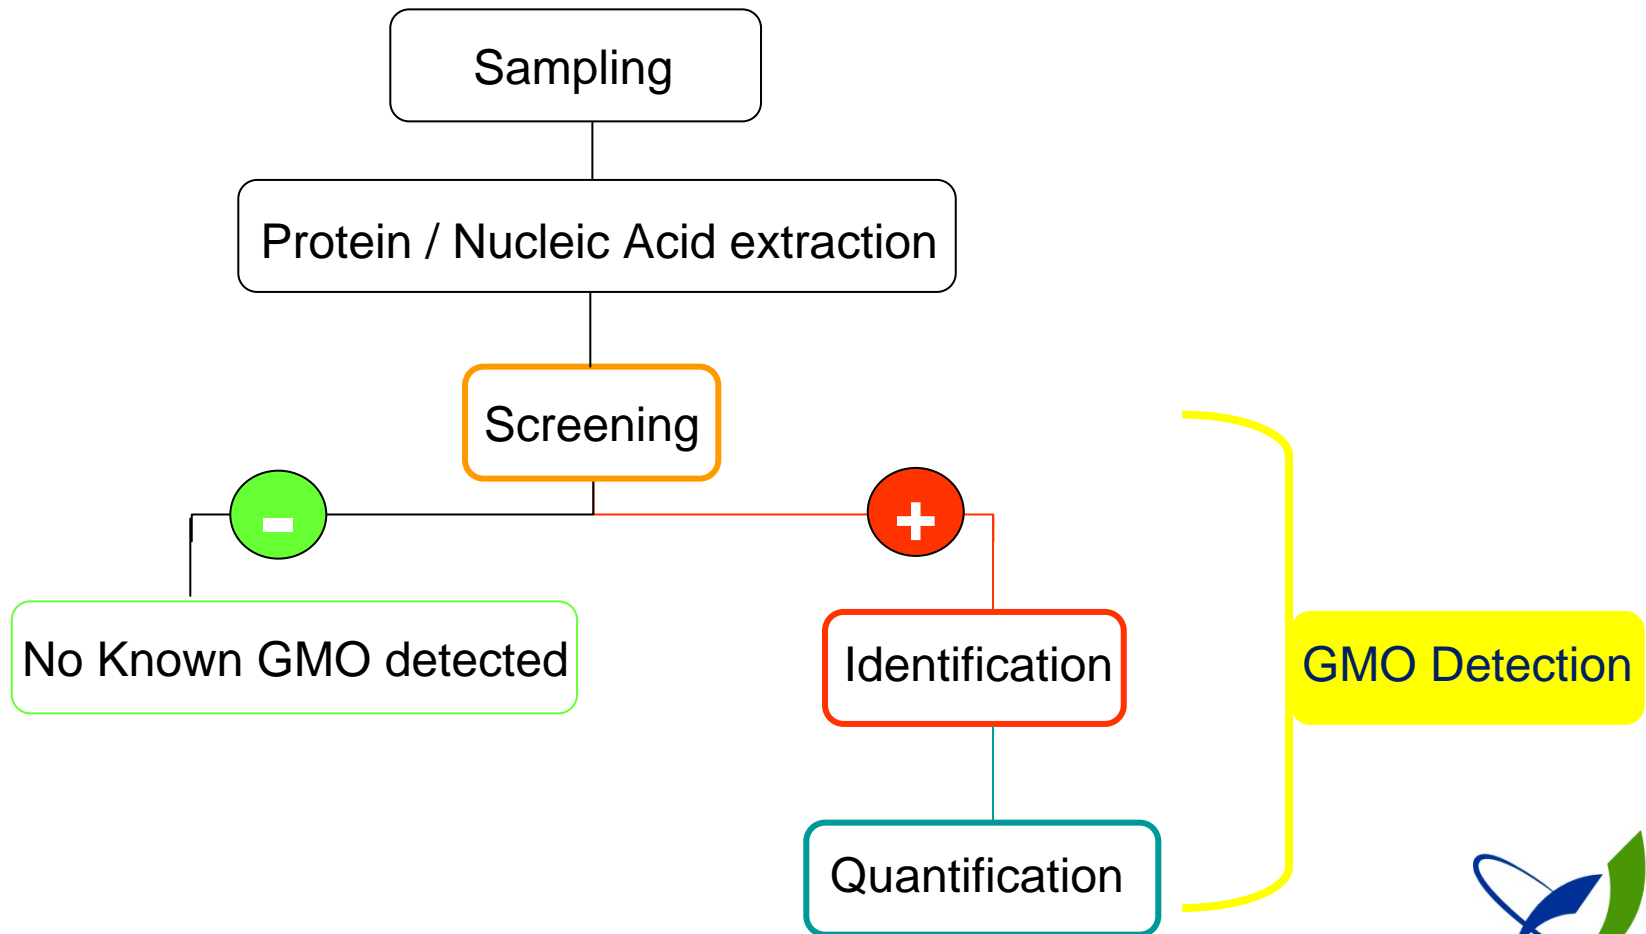 Sampling
Protein / Nucleic Acid extraction
Screening
-
+
No Known GMO detected
Identification
GMO Detection
Quantification